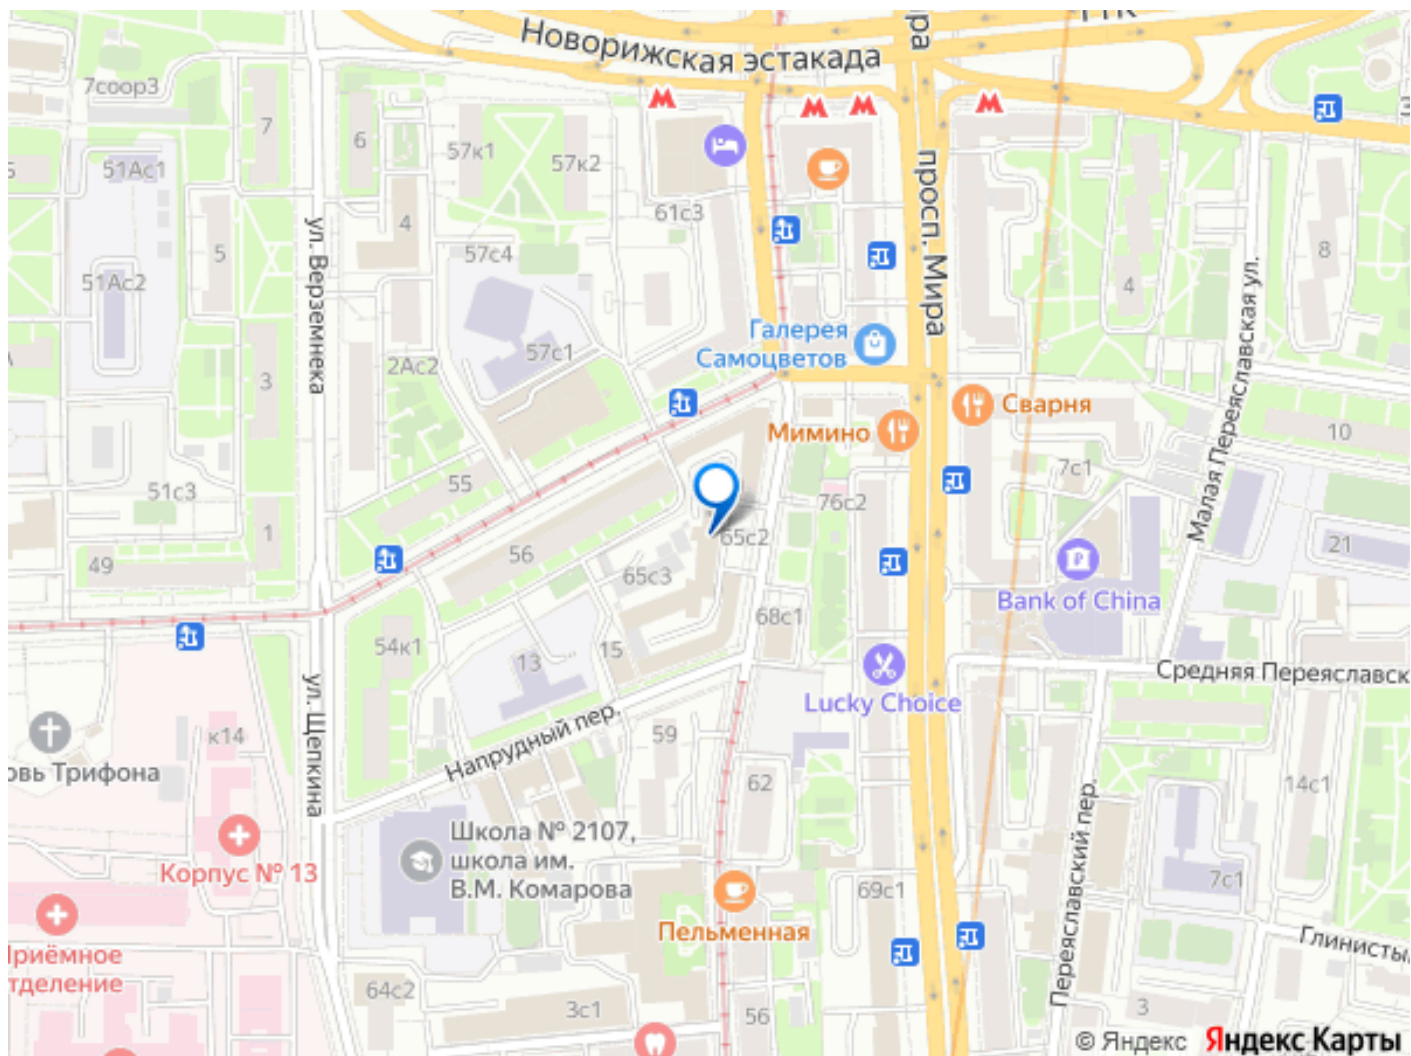 Новорижская эстакада
7соор3
7
6
57к1
57к2
51Ас1
61с3
4
5
57с4
51Ас2
ул. Верземнека
просп. Мира
8
4
Малая Переяславская ул.
Галерея
Самоцветов
57с1
2Ас2
3
Сварня
Мимино
10
7с1
55
51с3
76с2
1
56
65с2
21
49
65с3
Bank of China
68с1
54к1
15
13
Средняя Переяславск
Lucky Choice
ул. Щепкина
Напрудный пер.
59
к14
овь Трифона
62
14с1
Переяславский пер.
Школа № 2107,
школа им.
В.М. Комарова
Корпус № 13
69с1
7с1
Пельменная
Глинисты
Приёмное
отделение
64с2
3с1
56
3
© Яндекс Яндекс Карты